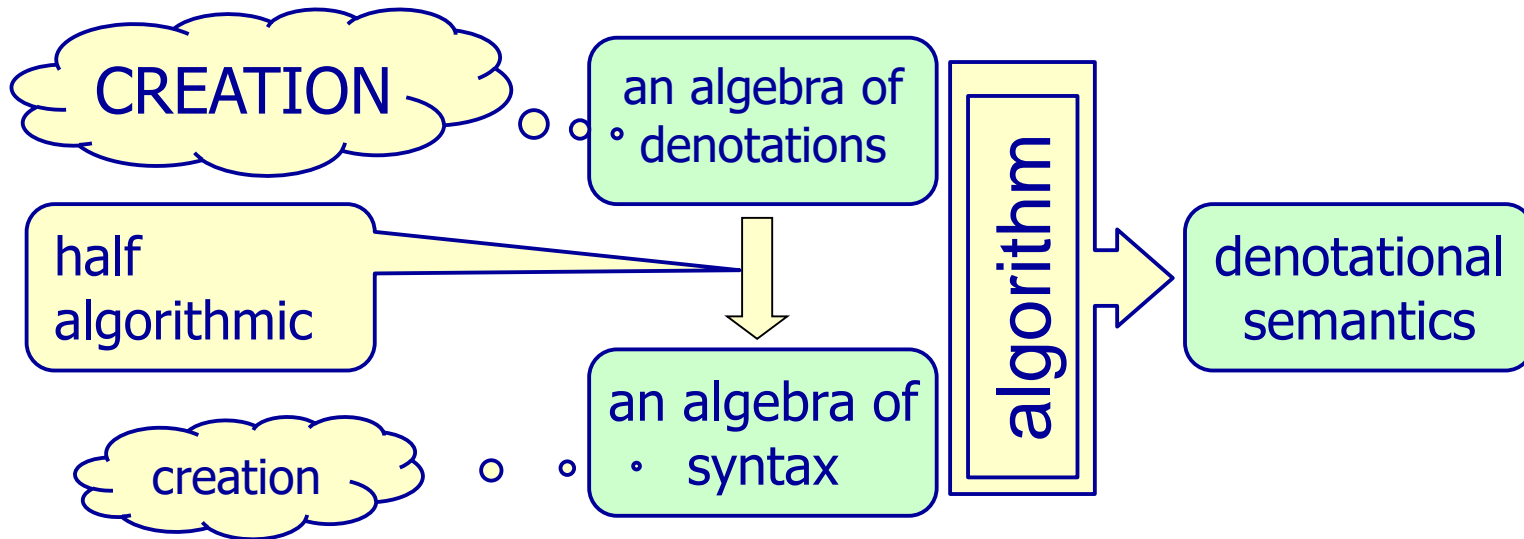 CREATION
an algebra of
denotations
half
algorithmic
algorithm
denotational
semantics
an algebra of
syntax
creation